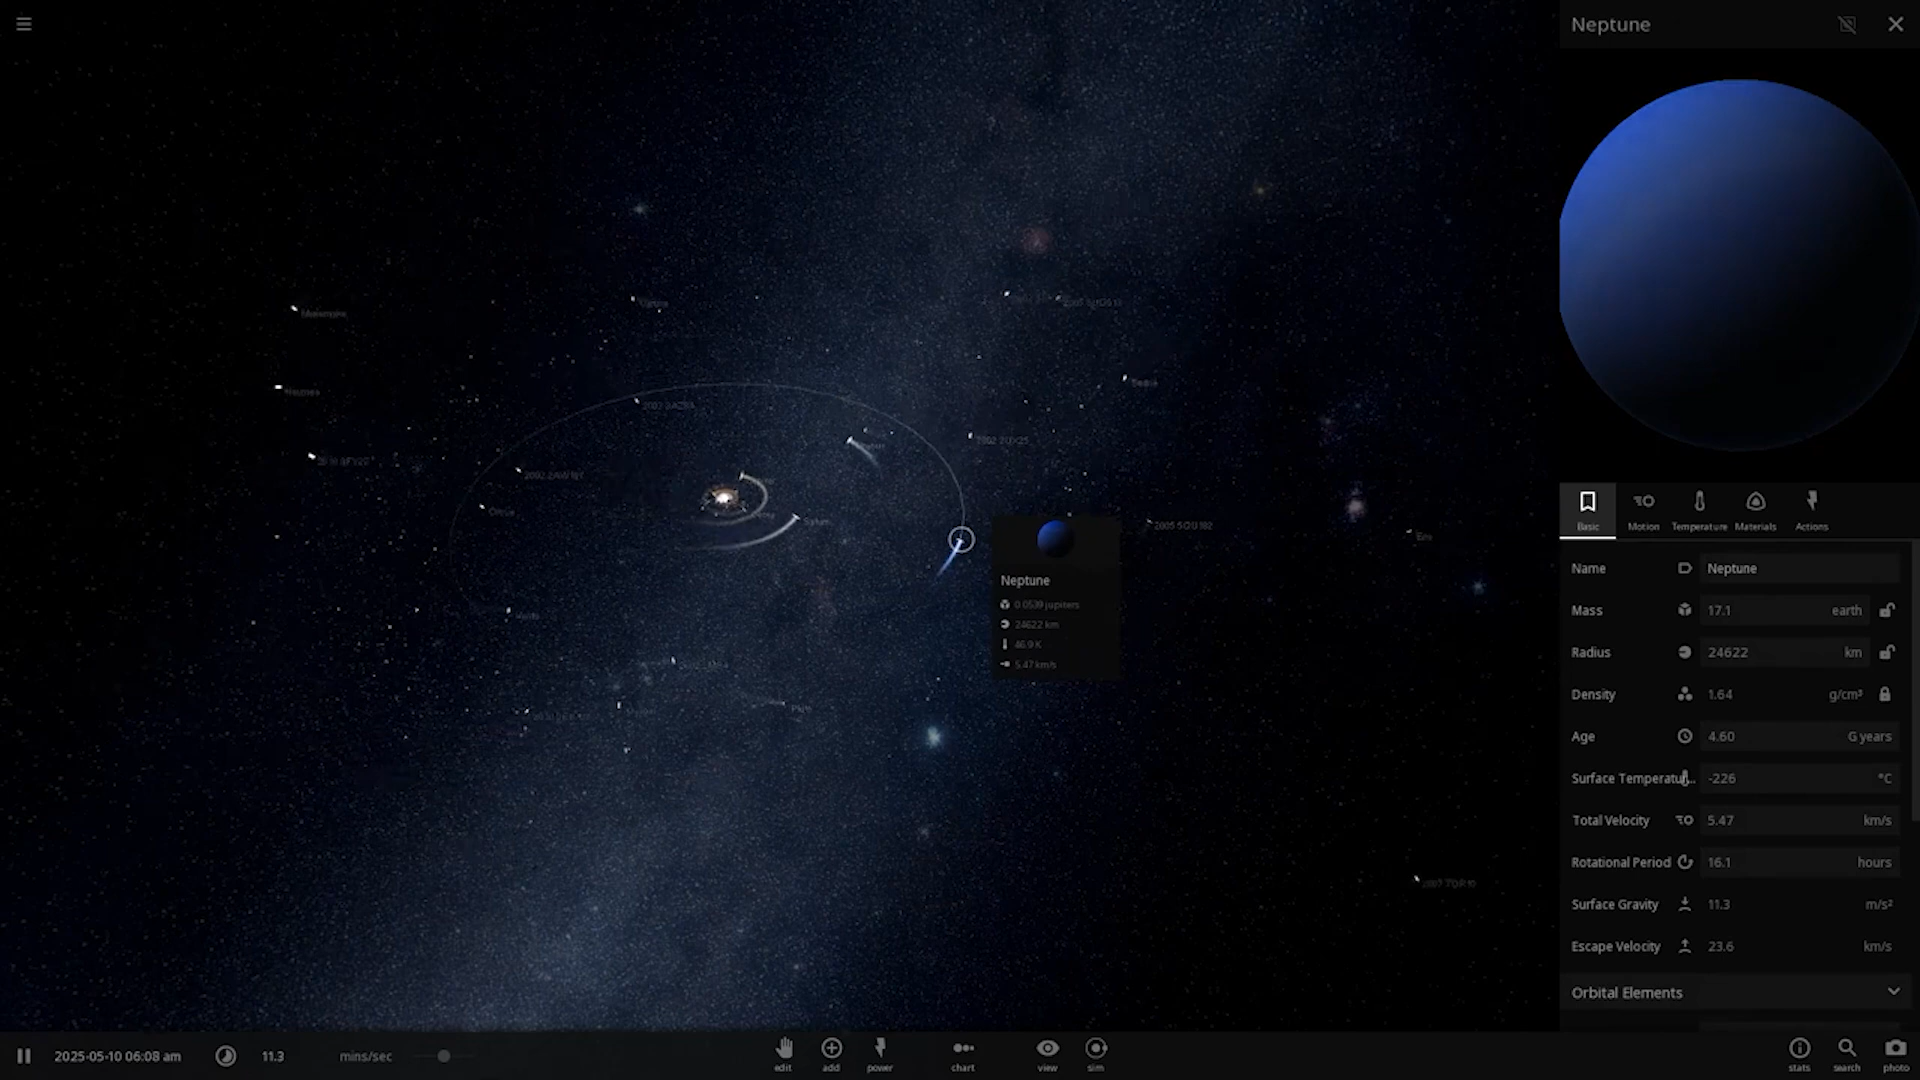 Neptune
Saturn
Neptune
0.0539 jupiters
24622 km
46.9 K
5.47 km/s
Eris
Pluto
Basic
Motion
Temperature
Materials
Actions
Name Neptune
Mass 17.1 earth
Radius 24622 km
Density 1.64 g/cm³
Age 4.60 G years
Surface Temperatur...
-226 °C
Total Velocity 5.47 km/s
Rotational Period 16.1 hours
Surface Gravity 11.3 m/s²
Escape Velocity 23.6 km/s
Orbital Elements
2025-05-10 06:08 am
11.3 mins/sec
edit
add
power
chart
view
sim
stats
search
photo